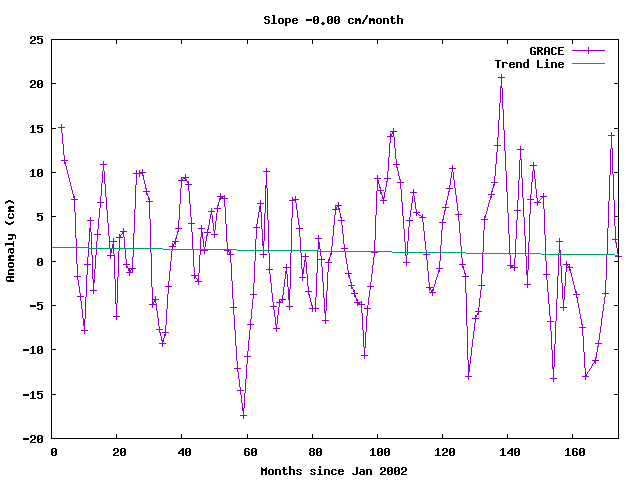 Slope -0.00 cm/month
GRACE
Trend Line
25
20
15
10
5
0
-5
-10
-15
-20
Anomaly (cm)
0 20 40 60 80 100 120 140 160
Months since Jan 2002